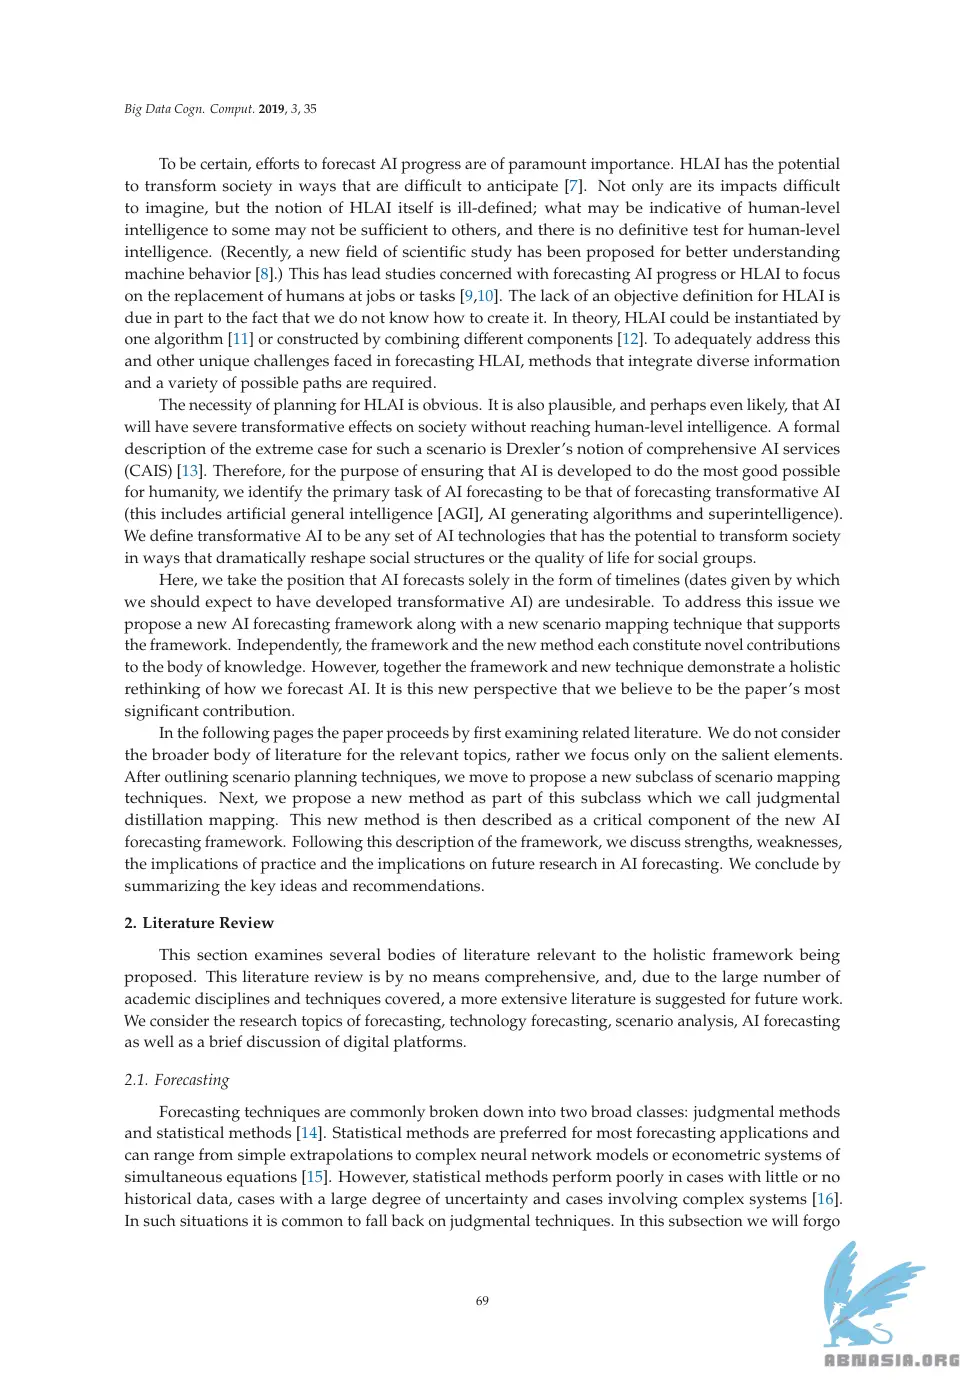 Big Data Cogn. Comput. 2019, 3, 35
To be certain, efforts to forecast AI progress are of paramount importance. HLAI has the potential
to transform society in ways that are difficult to anticipate [7]. Not only are its impacts difficult
to imagine, but the notion of HLAI itself is ill-defined; what may be indicative of human-level
intelligence to some may not be sufficient to others, and there is no definitive test for human-level
intelligence. (Recently, a new field of scientific study has been proposed for better understanding
machine behavior [8].) This has lead studies concerned with forecasting AI progress or HLAI to focus
on the replacement of humans at jobs or tasks [9,10]. The lack of an objective definition for HLAI is
due in part to the fact that we do not know how to create it. In theory, HLAI could be instantiated by
one algorithm [11] or constructed by combining different components [12]. To adequately address this
and other unique challenges faced in forecasting HLAI, methods that integrate diverse information
and a variety of possible paths are required.
The necessity of planning for HLAI is obvious. It is also plausible, and perhaps even likely, that AI
will have severe transformative effects on society without reaching human-level intelligence. A formal
description of the extreme case for such a scenario is Drexler's notion of comprehensive AI services
(CAIS) [13]. Therefore, for the purpose of ensuring that AI is developed to do the most good possible
for humanity, we identify the primary task of AI forecasting to be that of forecasting transformative AI
(this includes artificial general intelligence [AGI], AI generating algorithms and superintelligence).
We define transformative AI to be any set of AI technologies that has the potential to transform society
in ways that dramatically reshape social structures or the quality of life for social groups.
Here, we take the position that AI forecasts solely in the form of timelines (dates given by which
we should expect to have developed transformative AI) are undesirable. To address this issue we
propose a new AI forecasting framework along with a new scenario mapping technique that supports
the framework. Independently, the framework and the new method each constitute novel contributions
to the body of knowledge. However, together the framework and new technique demonstrate a holistic
rethinking of how we forecast AI. It is this new perspective that we believe to be the paper's most
significant contribution.
In the following pages the paper proceeds by first examining related literature. We do not consider
the broader body of literature for the relevant topics, rather we focus only on the salient elements.
After outlining scenario planning techniques, we move to propose a new subclass of scenario mapping
techniques. Next, we propose a new method as part of this subclass which we call judgmental
distillation mapping. This new method is then described as a critical component of the new AI
forecasting framework. Following this description of the framework, we discuss strengths, weaknesses,
the implications of practice and the implications on future research in AI forecasting. We conclude by
summarizing the key ideas and recommendations.
2. Literature Review
This section examines several bodies of literature relevant to the holistic framework being
proposed. This literature review is by no means comprehensive, and, due to the large number of
academic disciplines and techniques covered, a more extensive literature is suggested for future work.
We consider the research topics of forecasting, technology forecasting, scenario analysis, AI forecasting
as well as a brief discussion of digital platforms.
2.1. Forecasting
Forecasting techniques are commonly broken down into two broad classes: judgmental methods
and statistical methods [14]. Statistical methods are preferred for most forecasting applications and
can range from simple extrapolations to complex neural network models or econometric systems of
simultaneous equations [15]. However, statistical methods perform poorly in cases with little or no
historical data, cases with a large degree of uncertainty and cases involving complex systems [16].
In such situations it is common to fall back on judgmental techniques. In this subsection we will forgo
69
ABNASIA.ORG